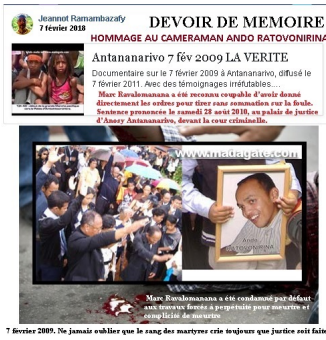 Jeannot Ramambazafy
7 février 2018
DEVOIR DE MEMOIRE
HOMMAGE AU CAMERAMAN ANDO RATOVONIRINA
Antananarivo 7 fév 2009 LA VERITE
Documentaire sur le 7 février 2009 à Antananarivo, diffusé le
7 février 2011. Avec des témoignages irréfutables....
Marc Ravalomanana a été reconnu coupable d'avoir donné
directement les ordres pour tirer sans sommation sur la foule.
Sentence prononcée le samedi 28 août 2010, au palais de justice
d'Anosy Antananarivo, devant la cour criminelle.
www.madagate.com
Ando
RATOVONIRINA
Marc Ravalomanana a été condamné par défaut
aux travaux forcés à perpétuité pour meurtre et
complicité de meurtre
7 février 2009. Ne jamais oublier que le sang des martyres crie toujours que justice soit faite